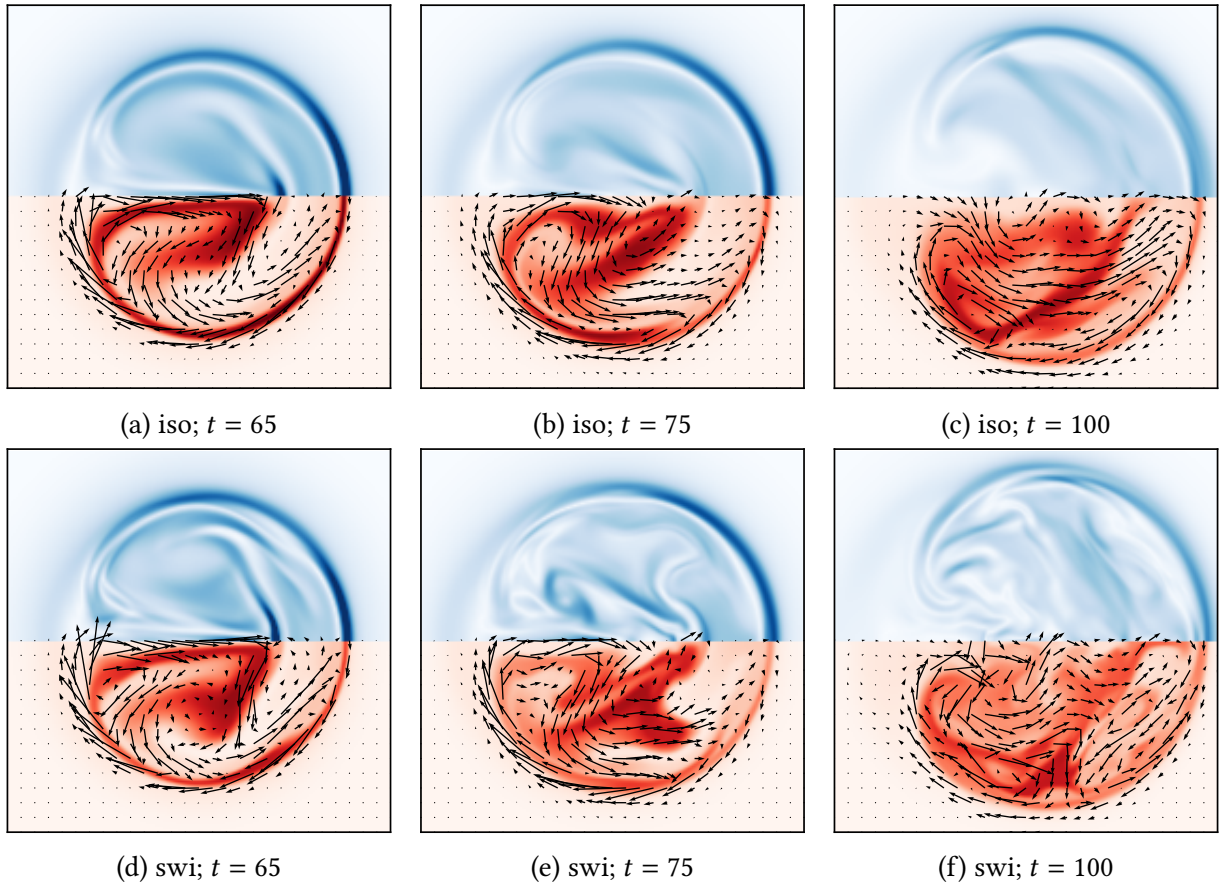 (a) iso; t = 65
(b) iso; t = 75
(c) iso; t = 100
(d) swi; t = 65
(e) swi; t = 75
(f) swi; t = 100